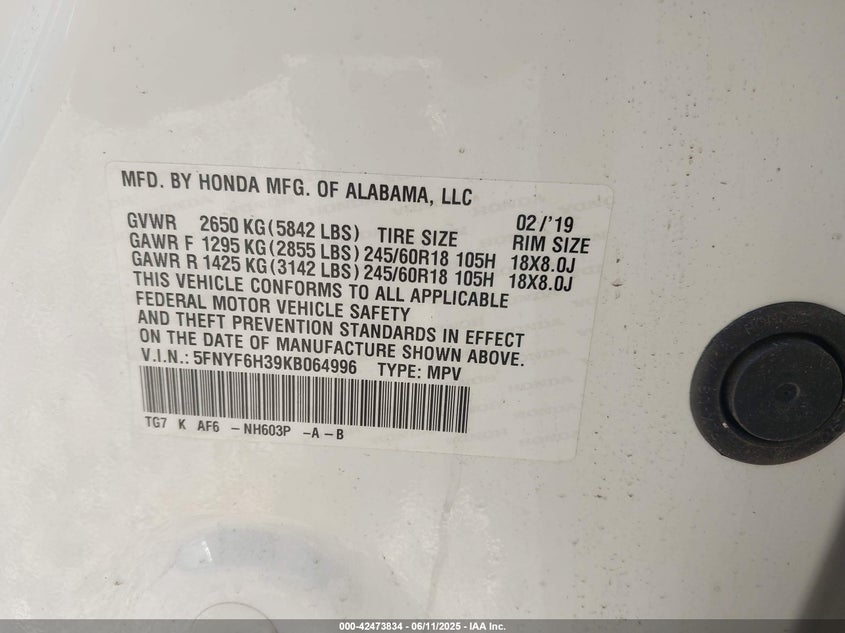 MFD. BY HONDA MFG. OF ALABAMA, LLC
02/'19
GVWR 2650 KG(5842 LBS) TIRE SIZE RIM SIZE
GAWR F 1295 KG(2855 LBS)245/60R18 105H 18X8.0J
GAWR R 1425 KG(3142 LBS)245/60R18 105H 18X8.0J
THIS VEHICLE CONFORMS TO ALL APPLICABLE
FEDERAL MOTOR VEHICLE SAFETY
AND THEFT PREVENTION STANDARDS IN EFFECT
ON THE DATE OF MANUFACTURE SHOWN ABOVE.
V.I.N.: 5FNYF6H39KB064996 TYPE: MPV
TG7 K AF6 -NH603P -A-B
000-42473834 - 06/11/2025 - IAA Inc.